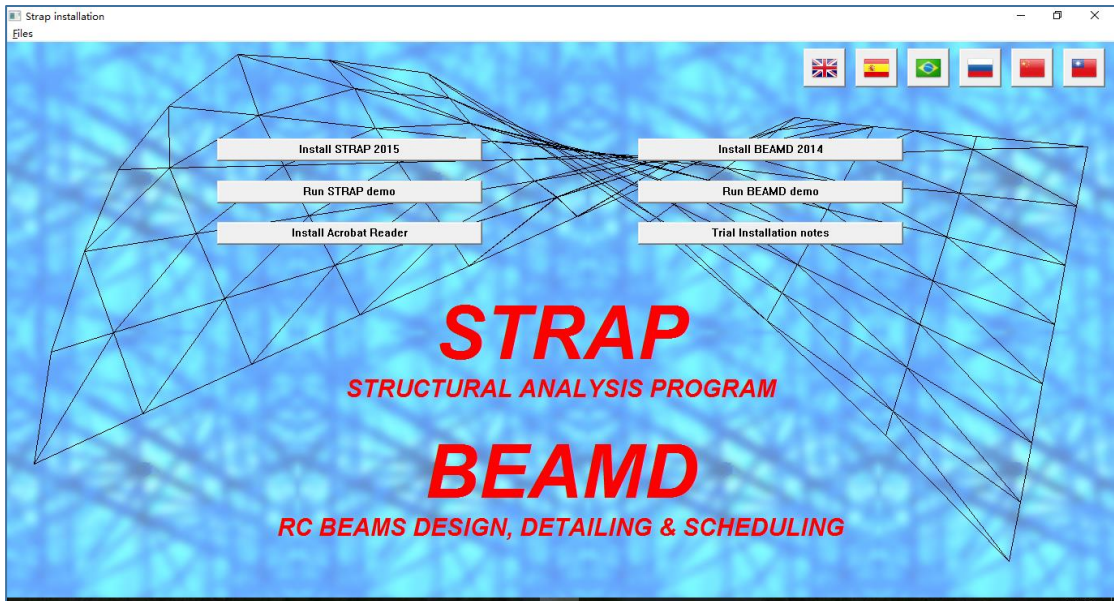 Strap installation
Files
Install STRAP 2015
Install BEAMD 2014
Run STRAP demo
Run BEAMD demo
Install Acrobat Reader
Trial Installation notes
STRAP
STRUCTURAL ANALYSIS PROGRAM
BEAMD
RC BEAMS DESIGN, DETAILING & SCHEDULING